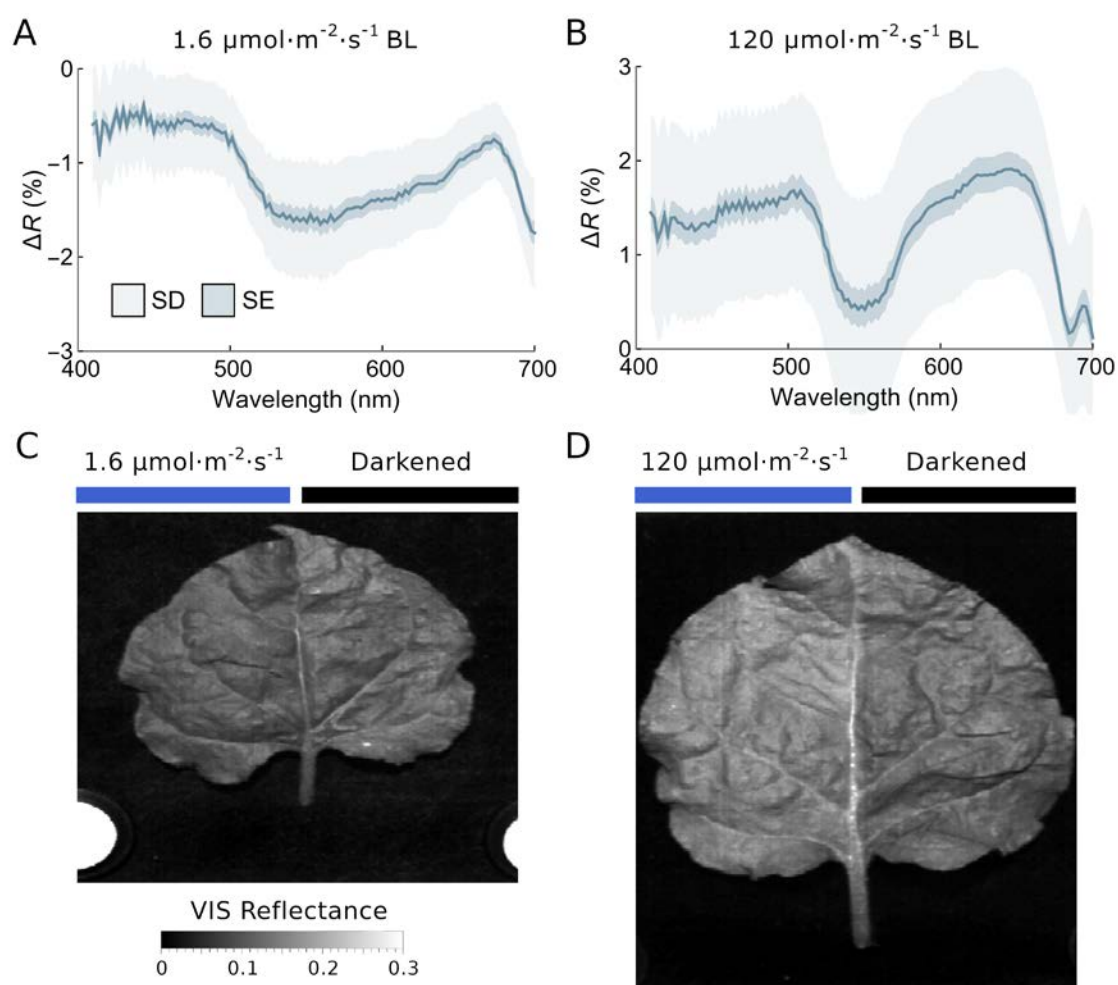 A
1.6 μmol·m-2·s-1 BL
0
−1
−2
−3
ΔR (%)
SD
SE
400
500
600
700
Wavelength (nm)
B
120 μmol·m-2·s-1 BL
3
2
1
0
ΔR (%)
400
500
600
700
Wavelength (nm)
C
1.6 μmol·m-2·s-1
Darkened
VIS Reflectance
0
0.1
0.2
0.3
D
120 μmol·m-2·s-1
Darkened